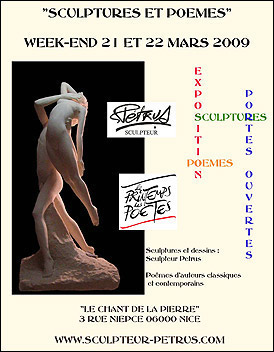 "SCULPTURES ET POEMES"
WEEK-END 21 ET 22 MARS 2009
EXPOSITION
SCULPTURES
POEMES
PORTES OUVERTES
Petrus
SCULPTEUR
LE PRINTEMPS
DES
POÈTES
Sculptures et dessins :
Sculpteur Petrus
Poèmes d'auteurs classiques
et contemporains
"LE CHANT DE LA PIERRE"
3 RUE NIEPCE 06000 NICE
WWW.SCULPTEUR-PETRUS.COM